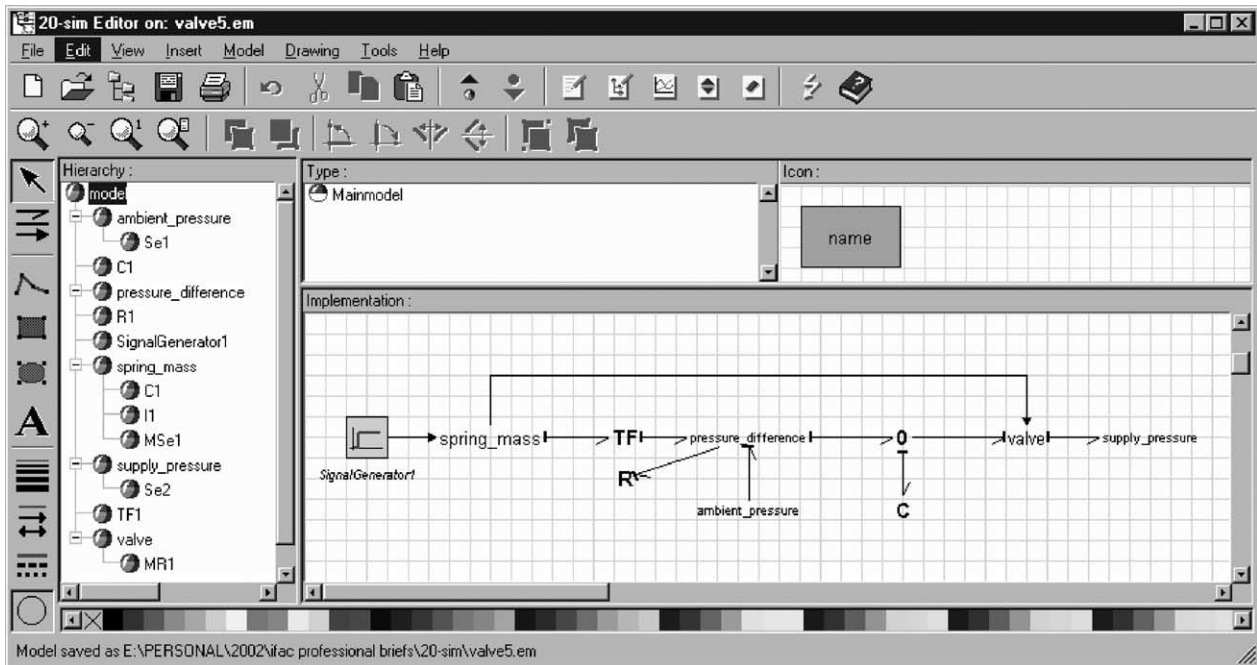 20-sim Editor on: valve5.em
File Edit View Insert Model Drawing Tools Help
Hierarchy :
model
ambient_pressure
Se1
C1
pressure_difference
R1
SignalGenerator1
spring_mass
C1
I1
MSe1
supply_pressure
Se2
TF1
valve
MR1
A
Type :
Mainmodel
Icon :
name
Implementation :
spring_mass TF pressure_difference 0 valve supply_pressure
SignalGenerator1
R
ambient_pressure
C
Model saved as E:\PERSONAL\2002\ifac professional briefs\20-sim\valve5.em